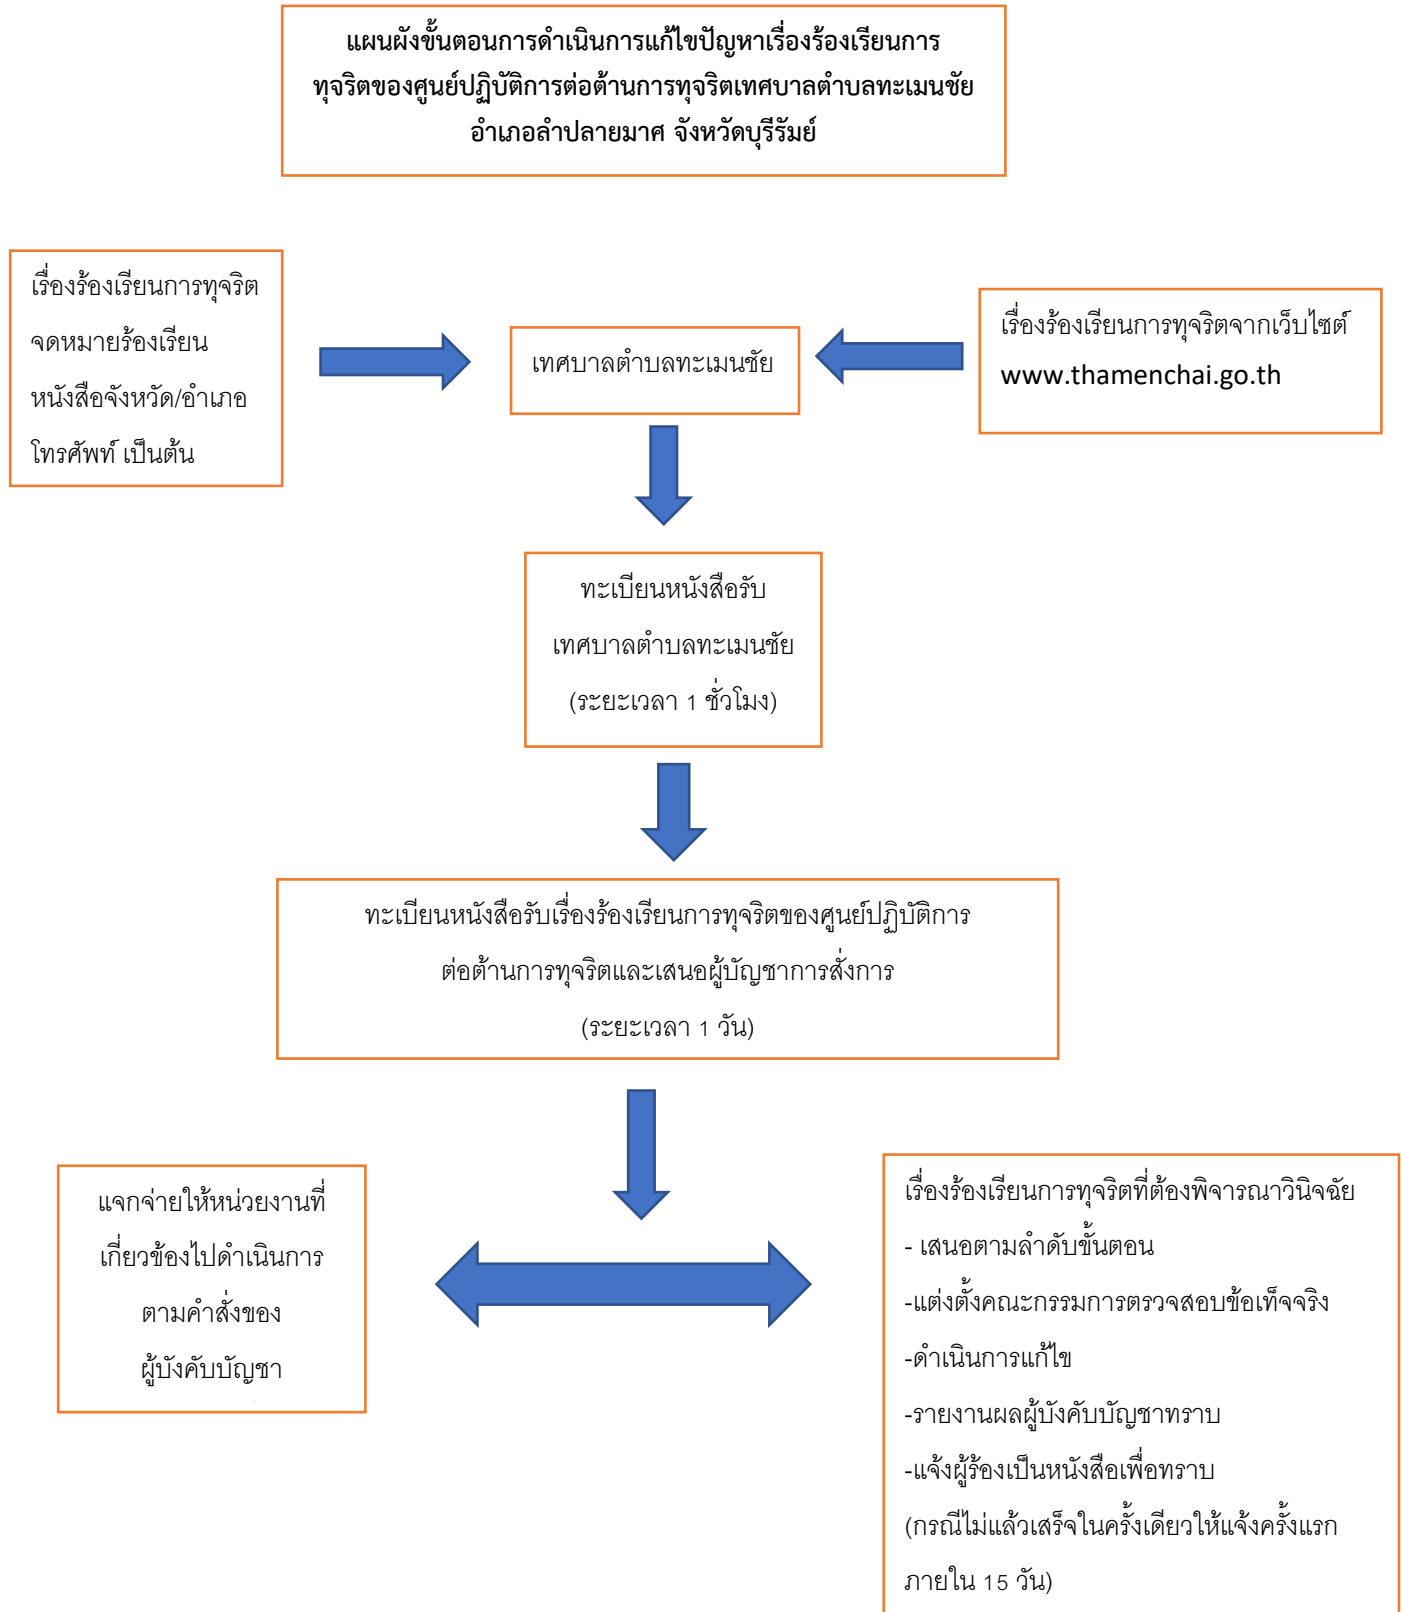 แผนผังขั้นตอนการดำเนินการแก้ไขปัญหาเรื่องร้องเรียนการ
ทุจริตของศูนย์ปฏิบัติการต่อต้านการทุจริตเทศบาลตำบลทะเมนชัย
อำเภอลำปลายมาศ จังหวัดบุรีรัมย์
เรื่องร้องเรียนการทุจริต
จดหมายร้องเรียน
หนังสือจังหวัด/อำเภอ
โทรศัพท์ เป็นต้น
เทศบาลตำบลทะเมนชัย
เรื่องร้องเรียนการทุจริตจากเว็บไซต์
www.thamenchai.go.th
ทะเบียนหนังสือรับ
เทศบาลตำบลทะเมนชัย
(ระยะเวลา 1 ชั่วโมง)
ทะเบียนหนังสือรับเรื่องร้องเรียนการทุจริตของศูนย์ปฏิบัติการ
ต่อต้านการทุจริตและเสนอผู้บัญชาการสั่งการ
(ระยะเวลา 1 วัน)
แจกจ่ายให้หน่วยงานที่
เกี่ยวข้องไปดำเนินการ
ตามคำสั่งของ
ผู้บังคับบัญชา
เรื่องร้องเรียนการทุจริตที่ต้องพิจารณาวินิจฉัย
- เสนอตามลำดับขั้นตอน
-แต่งตั้งคณะกรรมการตรวจสอบข้อเท็จจริง
-ดำเนินการแก้ไข
-รายงานผลผู้บังคับบัญชาทราบ
-แจ้งผู้ร้องเป็นหนังสือเพื่อทราบ
(กรณีไม่แล้วเสร็จในครั้งเดียวให้แจ้งครั้งแรก
ภายใน 15 วัน)